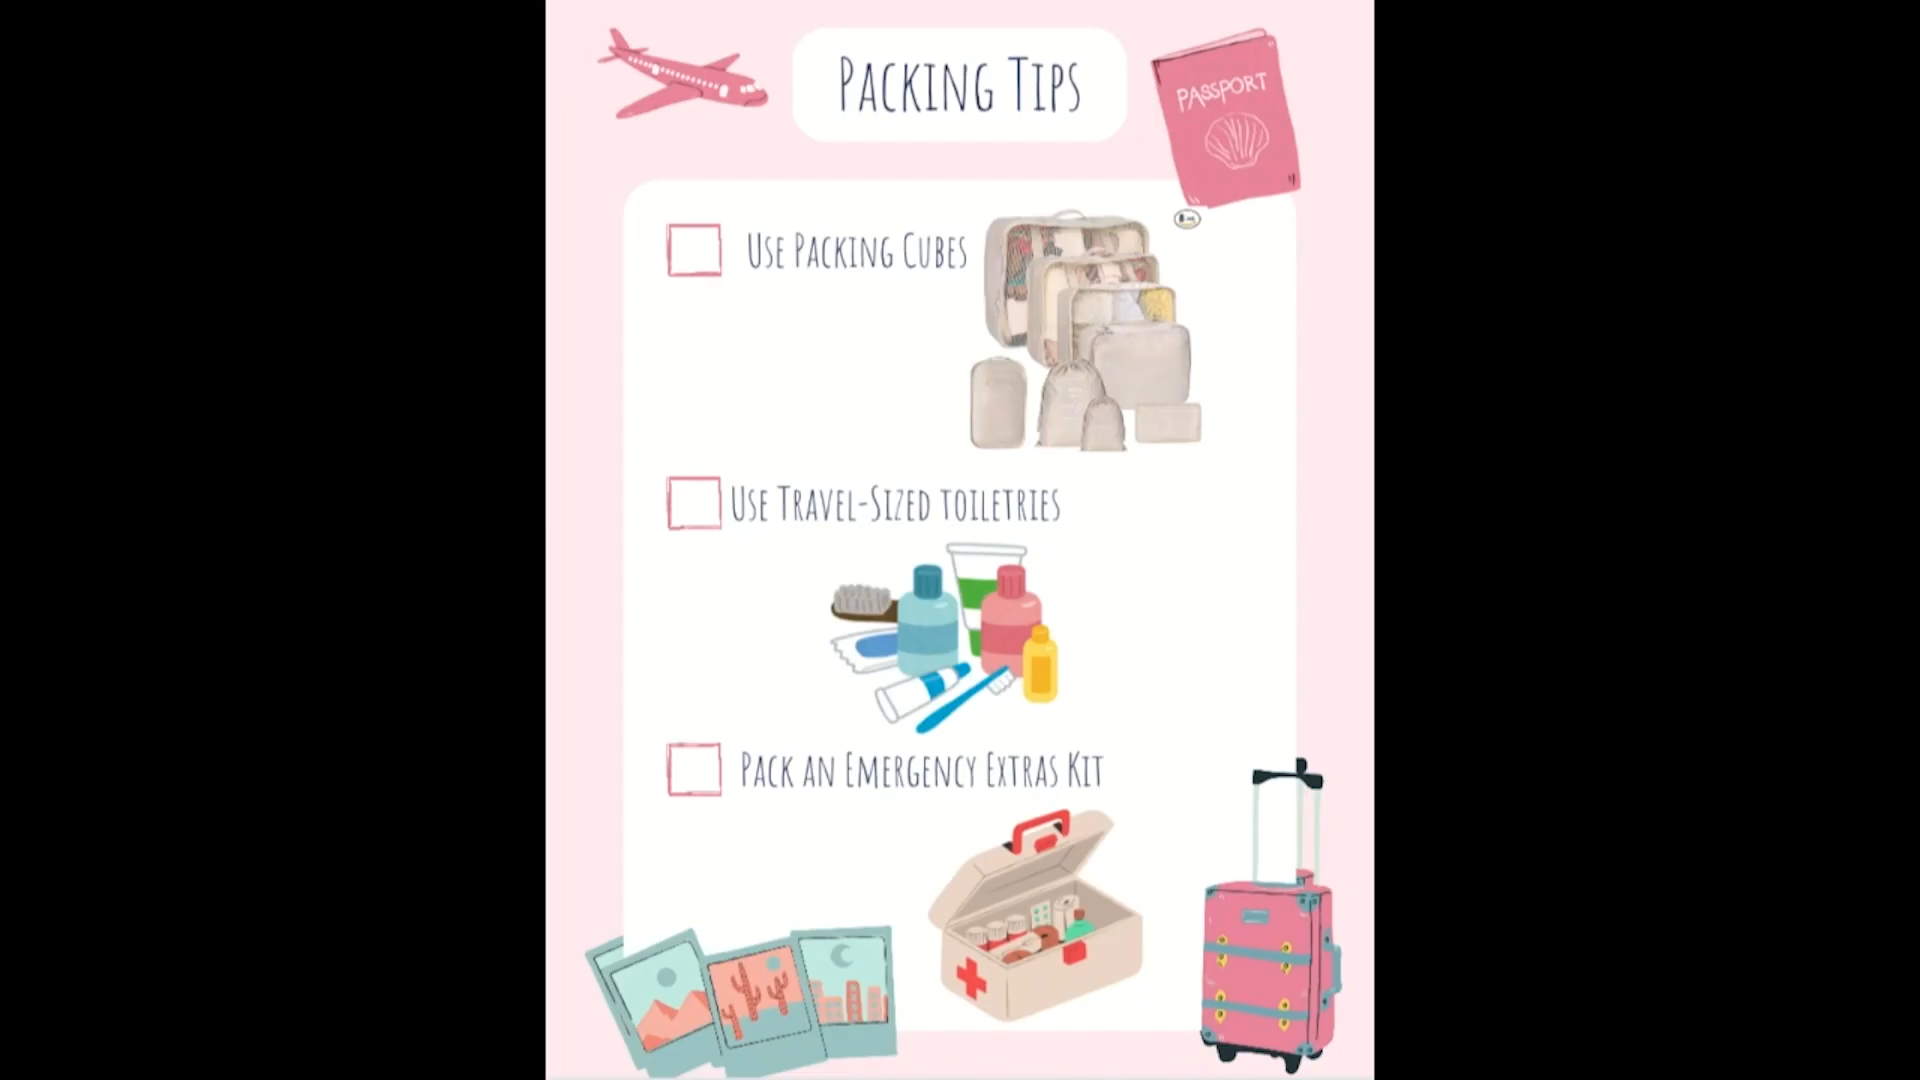 Packing Tips
PASSPORT
Use Packing Cubes
Use Travel-Sized toiletries
Pack an Emergency Extras Kit